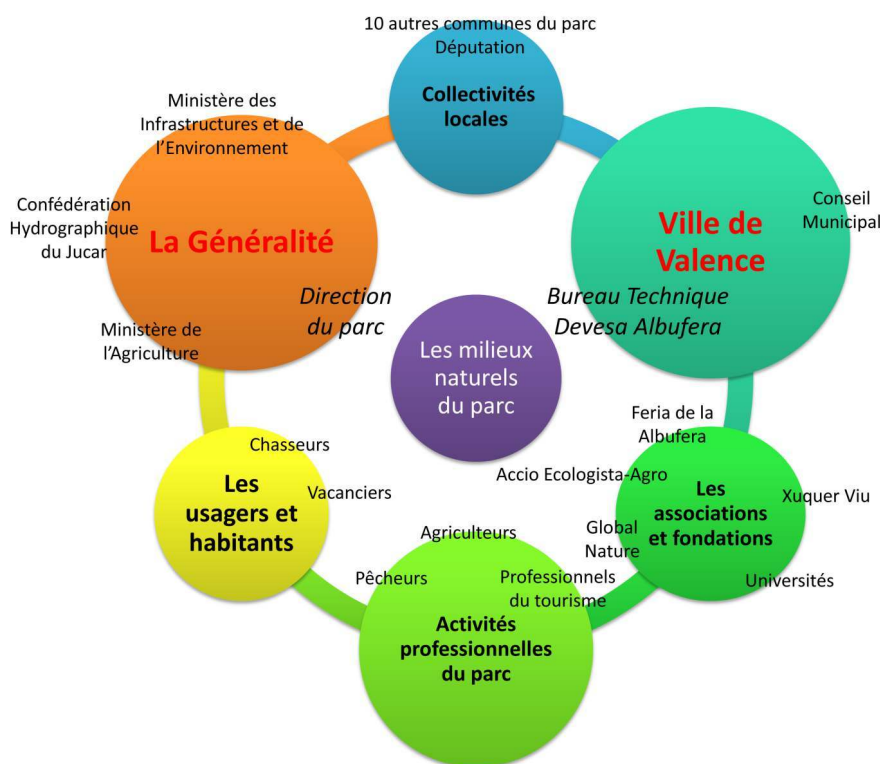 10 autres communes du parc
Députation
Collectivités
locales
Ministère des
Infrastructures et de
l'Environnement
Confédération
Hydrographique
du Jucar
La Généralité
Ministère de
l'Agriculture
Direction
du parc
Ville de
Valence
Conseil
Municipal
Bureau Technique
Devesa Albufera
Les milieux
naturels
du parc
Chasseurs
Vacanciers
Les
usagers et
habitants
Feria de la
Albufera
Accio Ecologista-Agro
Xuquer Viu
Les
associations
et fondations
Global
Nature
Universités
Agriculteurs
Pêcheurs
Professionnels
du tourisme
Activités
professionnelles
du parc